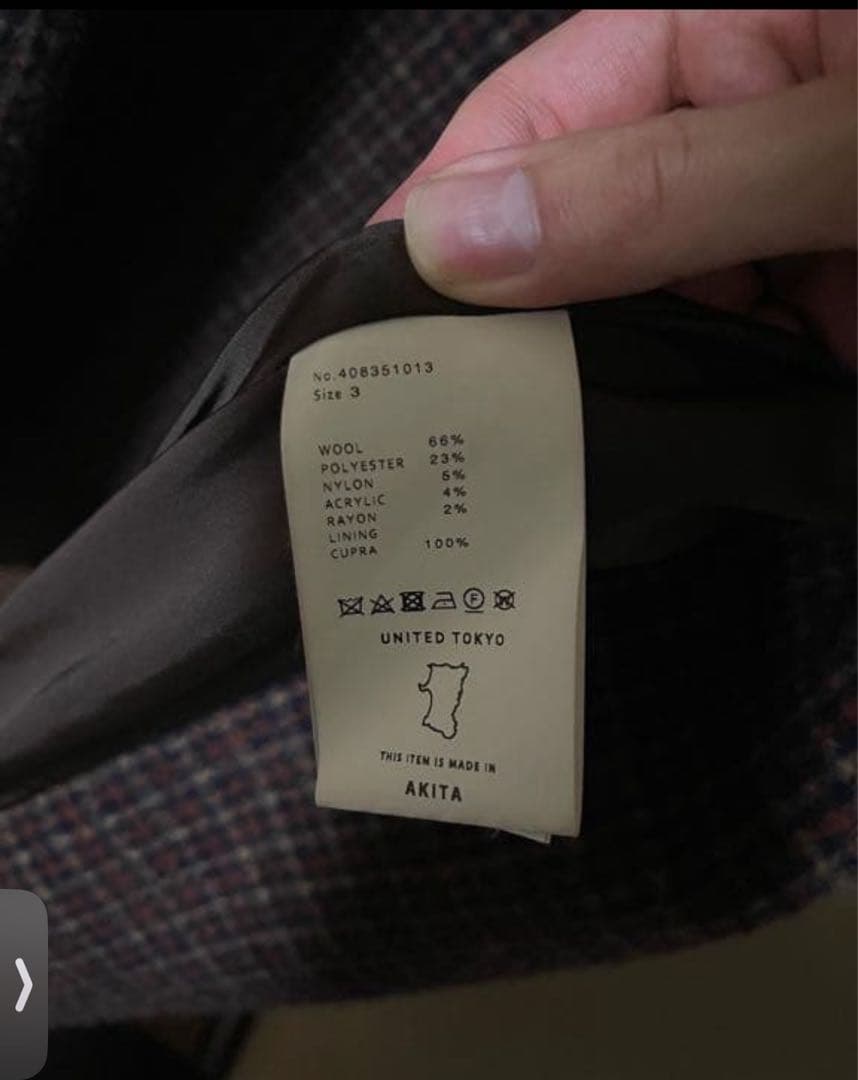 No.408351013
Size 3
WOOL 66%
POLYESTER 23%
NYLON 5%
ACRYLIC 4%
RAYON 2%
LINING
CUPRA 100%
F W
UNITED TOKYO
THIS ITEM IS MADE IN
AKITA